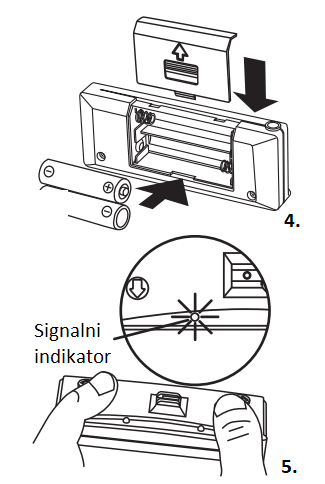 4.
Signalni
indikator
5.